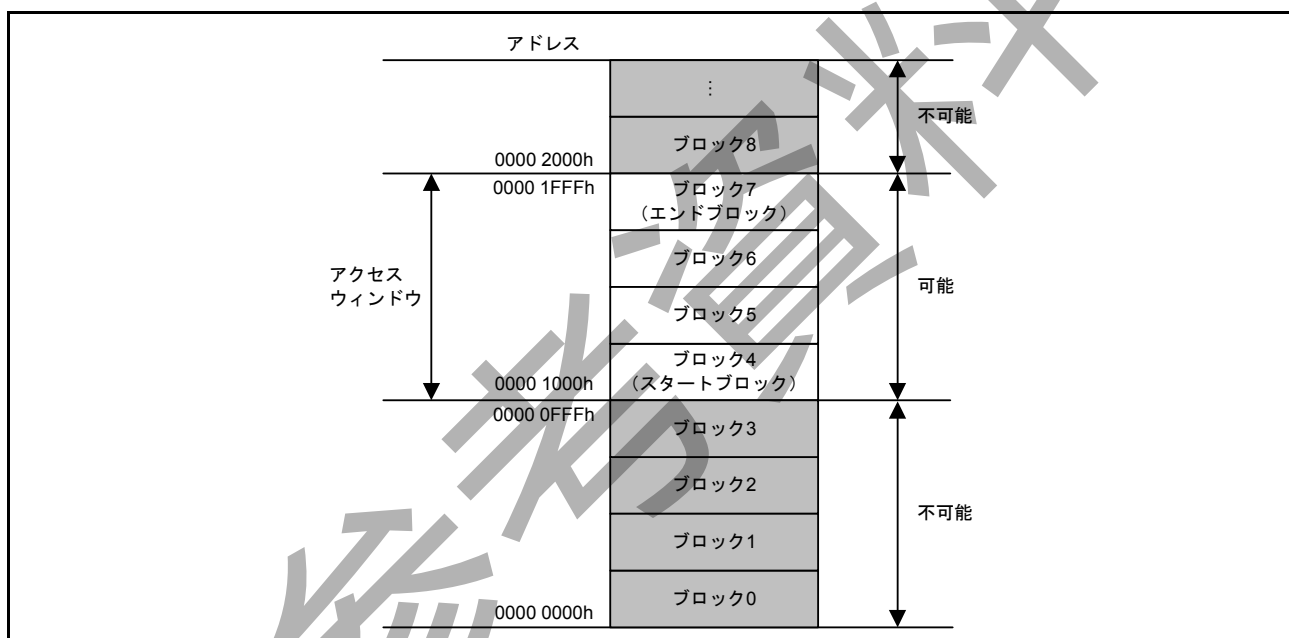 アドレス
⋮
不可能
ブロック8
0000 2000h
0000 1FFFh
ブロック7
（エンドブロック）
ブロック6
アクセス
ウィンドウ
可能
ブロック5
ブロック4
（スタートブロック）
0000 1000h
0000 0FFFh
ブロック3
ブロック2
不可能
ブロック1
ブロック0
0000 0000h
参考資料